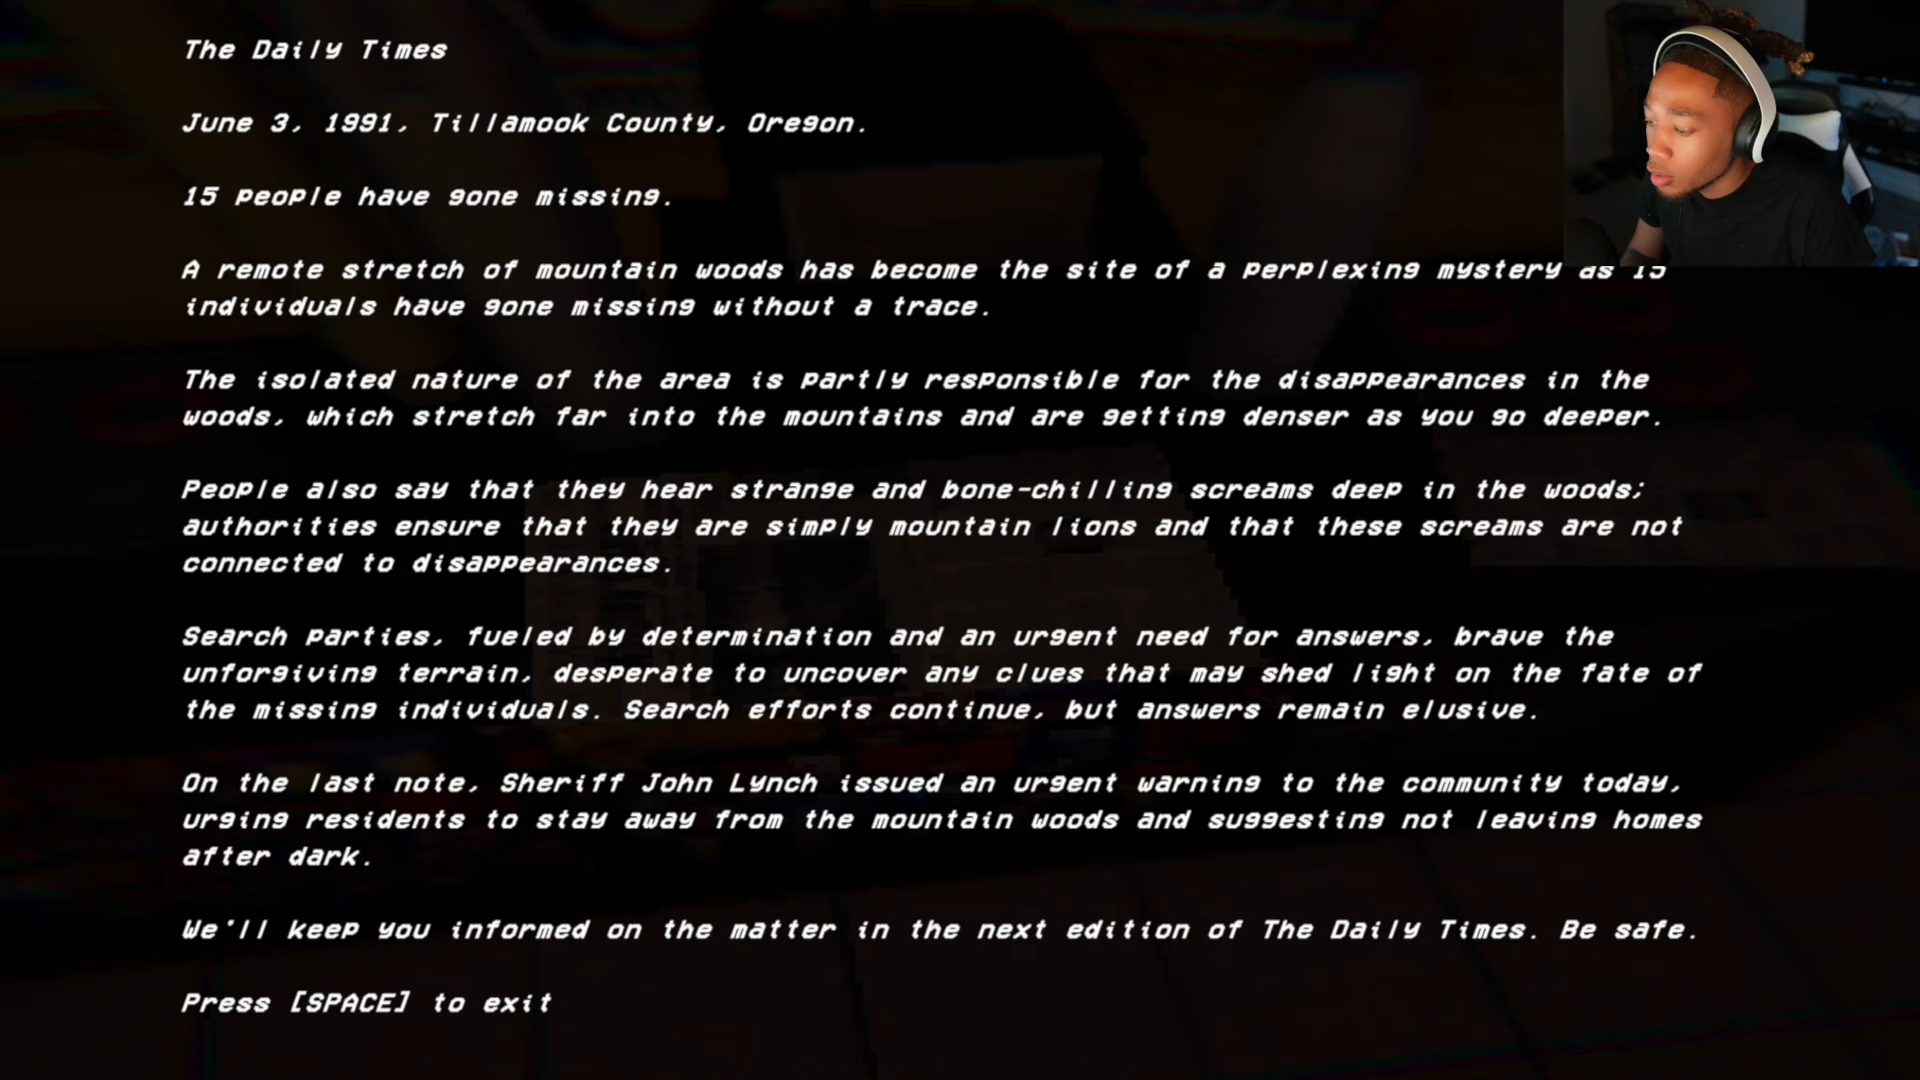 The Daily Times
June 3, 1991, Tillamook County, Oregon.
15 people have gone missing.
A remote stretch of mountain woods has become the site of a perplexing mystery as 15
individuals have gone missing without a trace.
The isolated nature of the area is partly responsible for the disappearances in the
woods, which stretch far into the mountains and are getting denser as you go deeper.
People also say that they hear strange and bone-chilling screams deep in the woods;
authorities ensure that they are simply mountain lions and that these screams are not
connected to disappearances.
Search parties, fueled by determination and an urgent need for answers, brave the
unforgiving terrain, desperate to uncover any clues that may shed light on the fate of
the missing individuals. Search efforts continue, but answers remain elusive.
On the last note, Sheriff John Lynch issued an urgent warning to the community today,
urging residents to stay away from the mountain woods and suggesting not leaving homes
after dark.
We'll keep you informed on the matter in the next edition of The Daily Times. Be safe.
Press [SPACE] to exit